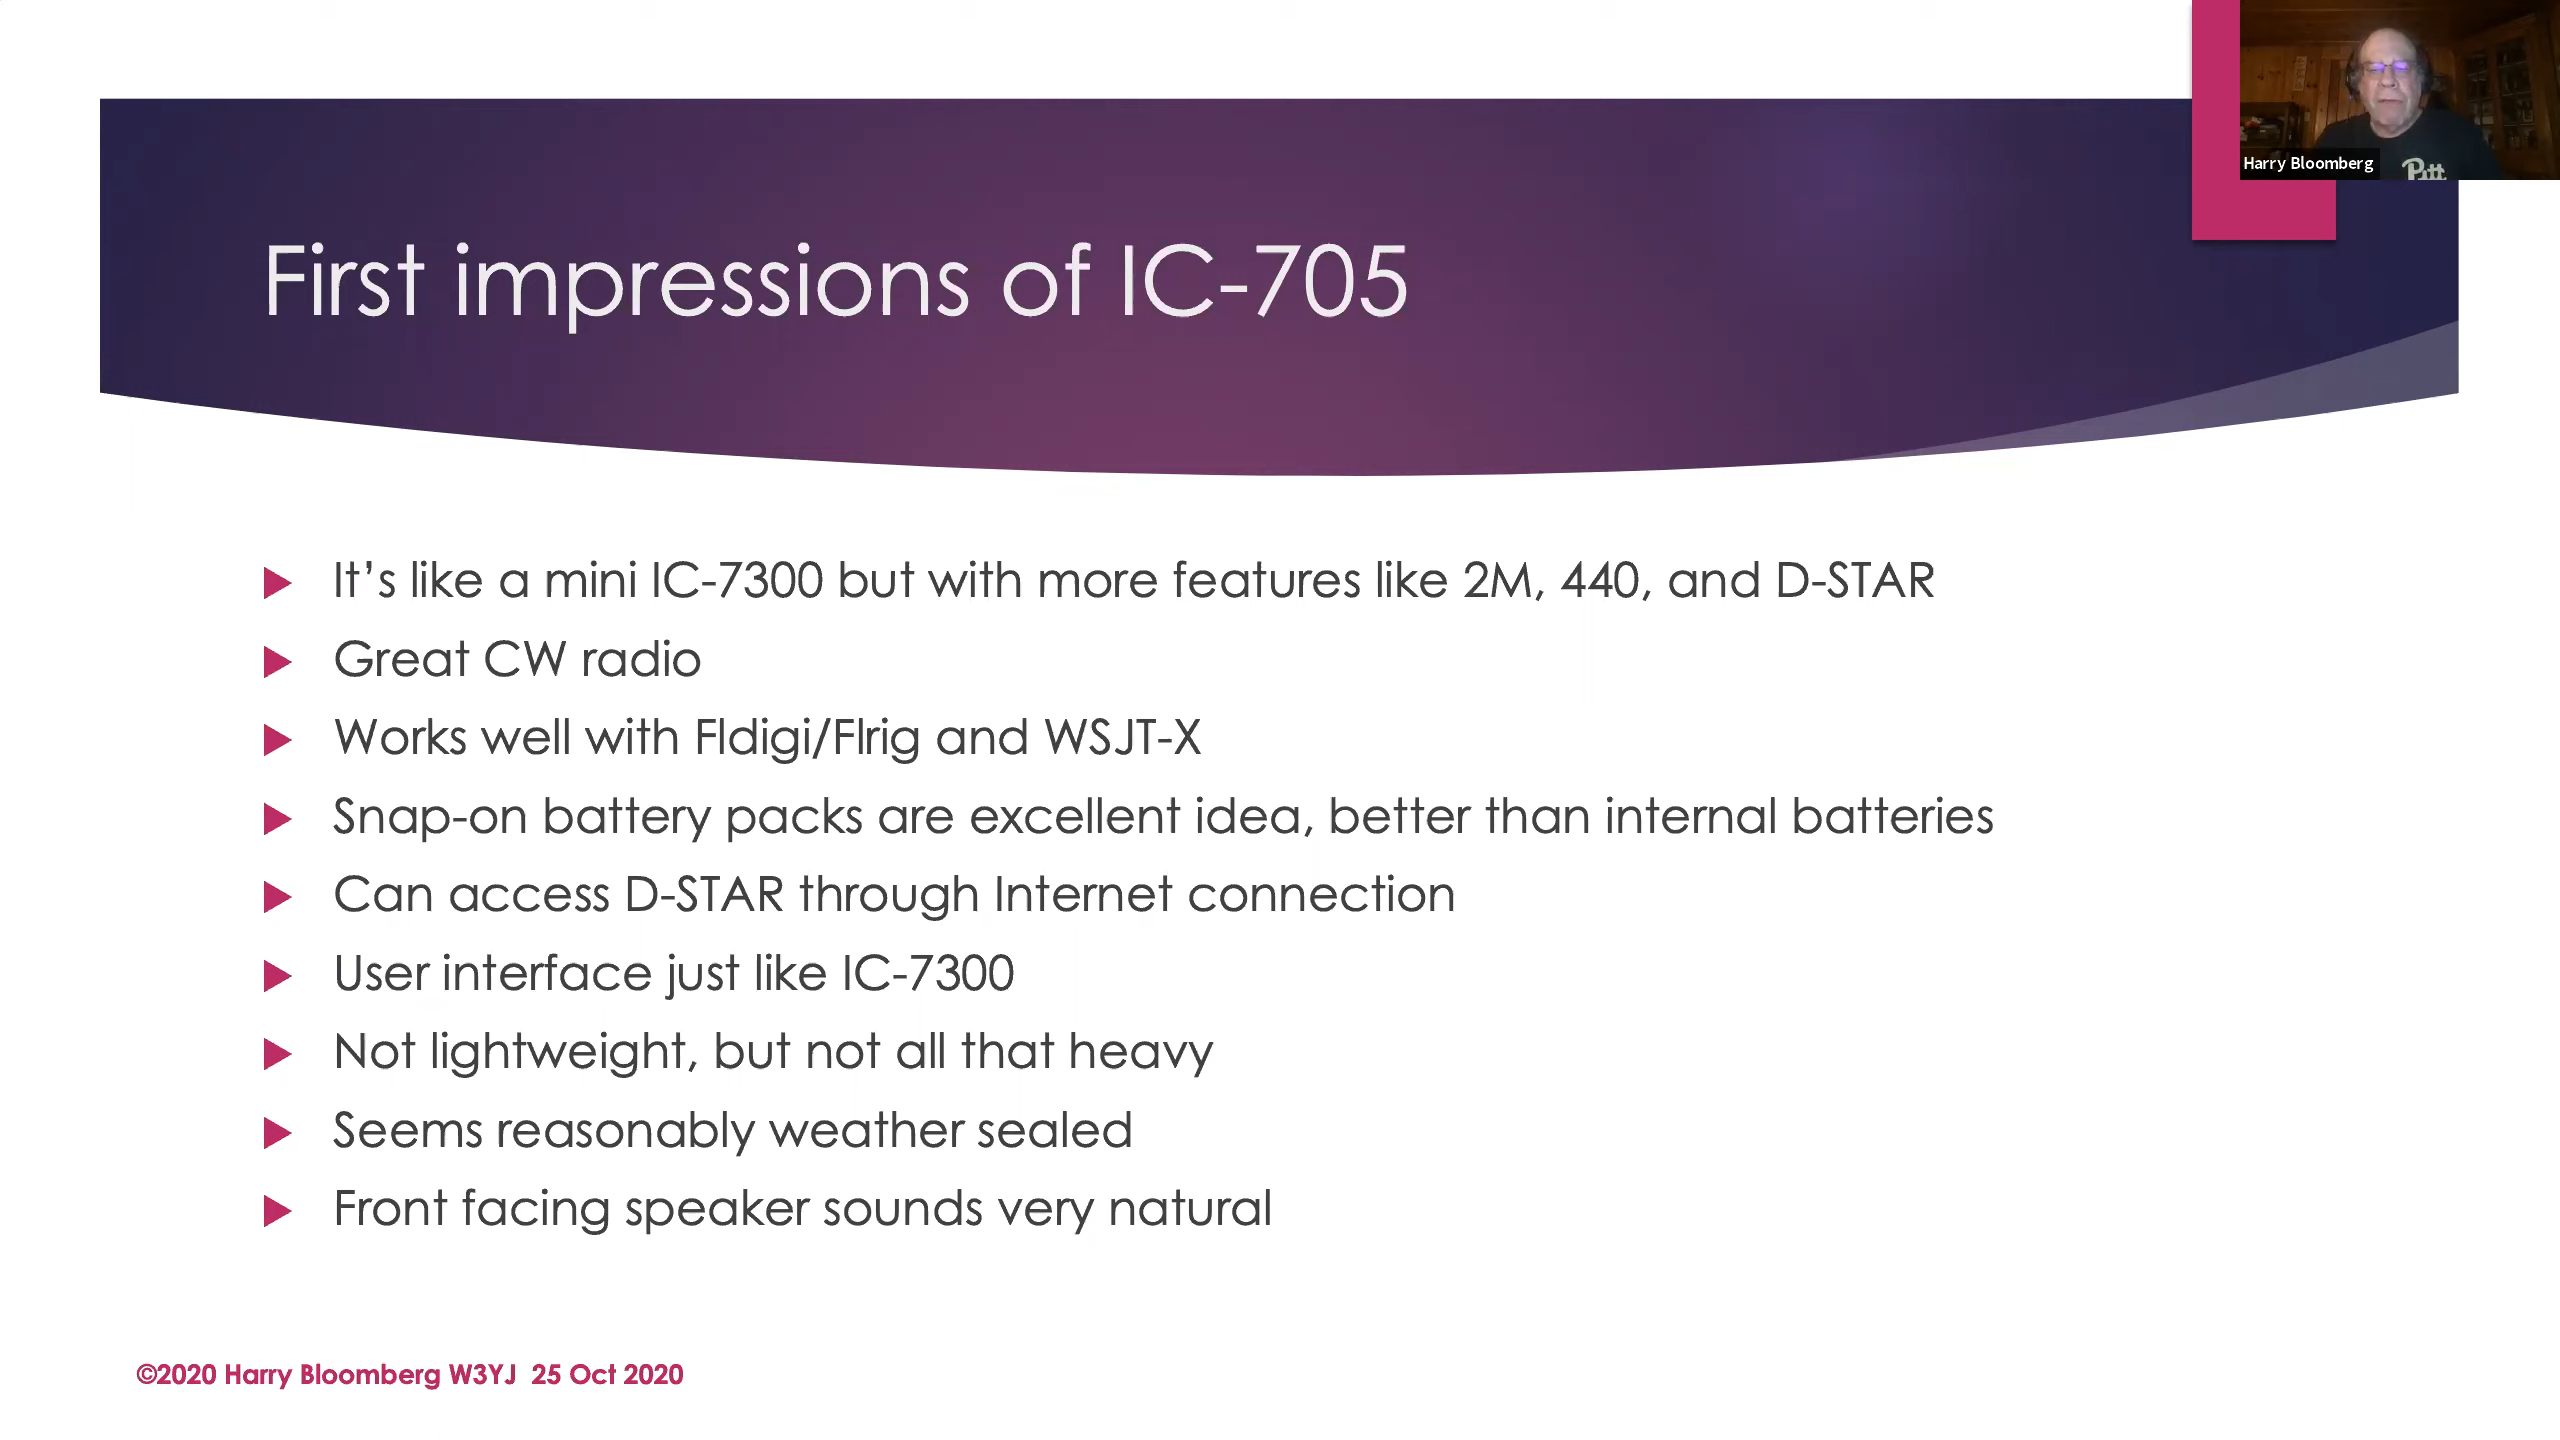 Harry Bloomberg
Pitt
First impressions of IC-705
It’s like a mini IC-7300 but with more features like 2M, 440, and D-STAR
Great CW radio
Works well with Fldigi/Flrig and WSJT-X
Snap-on battery packs are excellent idea, better than internal batteries
Can access D-STAR through Internet connection
User interface just like IC-7300
Not lightweight, but not all that heavy
Seems reasonably weather sealed
Front facing speaker sounds very natural
©2020 Harry Bloomberg W3YJ  25 Oct 2020